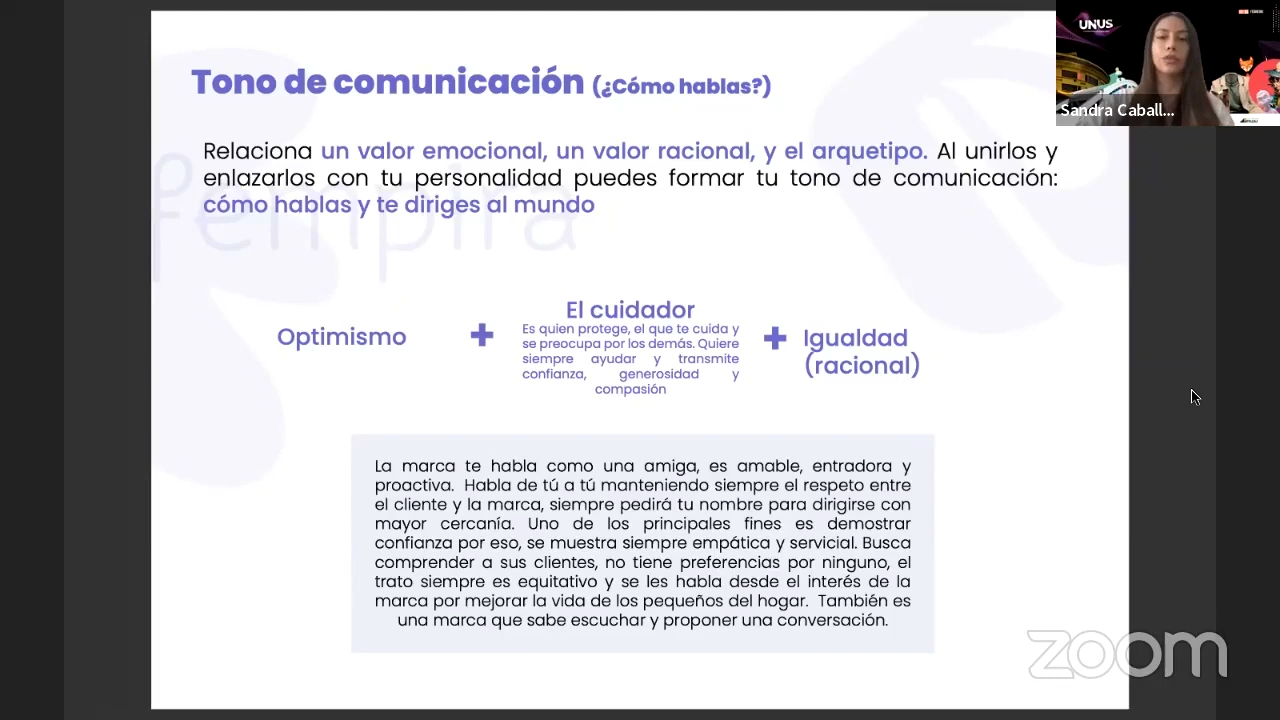 Tono de comunicación (¿Cómo hablas?)
Relaciona un valor emocional, un valor racional, y el arquetipo. Al unirlos y
enlazarlos con tu personalidad puedes formar tu tono de comunicación:
cómo hablas y te diriges al mundo
fempira
Optimismo
+
El cuidador
Es quien protege, el que te cuida y
se preocupa por los demás. Quiere
siempre ayudar y transmite
confianza, generosidad y
compasión
+
Igualdad
(racional)
La marca te habla como una amiga, es amable, entradora y
proactiva. Habla de tú a tú manteniendo siempre el respeto entre
el cliente y la marca, siempre pedirá tu nombre para dirigirse con
mayor cercanía. Uno de los principales fines es demostrar
confianza por eso, se muestra siempre empática y servicial. Busca
comprender a sus clientes, no tiene preferencias por ninguno, el
trato siempre es equitativo y se les habla desde el interés de la
marca por mejorar la vida de los pequeños del hogar. También es
una marca que sabe escuchar y proponer una conversación.
UNUS
Sandra Caball...
zoom